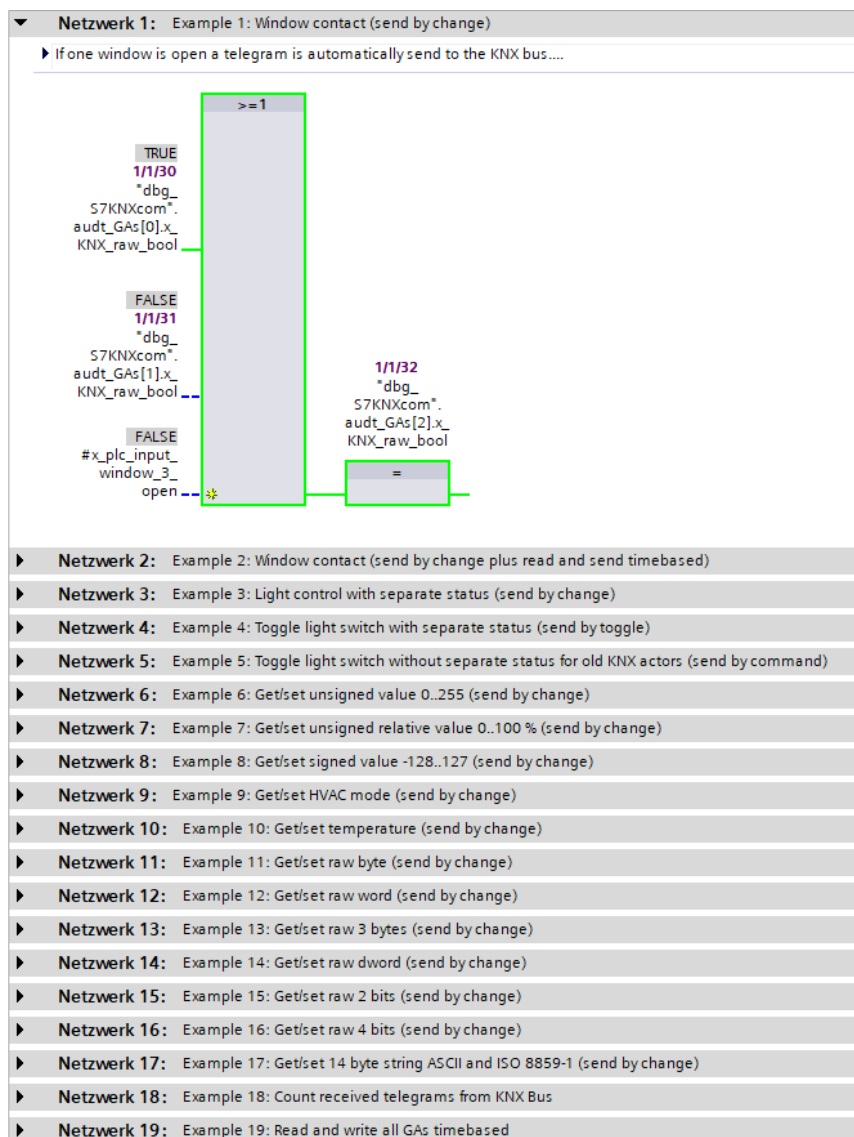 Netzwerk 1: Example 1: Window contact (send by change)
If one window is open a telegram is automatically send to the KNX bus....
>=1
TRUE
1/1/30
"dbg_
S7KNXcom".
audt_GAs[0].x_
KNX_raw_bool
FALSE
1/1/31
"dbg_
S7KNXcom".
audt_GAs[1].x_
KNX_raw_bool
FALSE
#x_plc_input_
window_3_
open
1/1/32
"dbg_
S7KNXcom".
audt_GAs[2].x_
KNX_raw_bool
=
Netzwerk 2: Example 2: Window contact (send by change plus read and send timebased)
Netzwerk 3: Example 3: Light control with separate status (send by change)
Netzwerk 4: Example 4: Toggle light switch with separate status (send by toggle)
Netzwerk 5: Example 5: Toggle light switch without separate status for old KNX actors (send by command)
Netzwerk 6: Example 6: Get/set unsigned value 0..255 (send by change)
Netzwerk 7: Example 7: Get/set unsigned relative value 0..100 % (send by change)
Netzwerk 8: Example 8: Get/set signed value -128..127 (send by change)
Netzwerk 9: Example 9: Get/set HVAC mode (send by change)
Netzwerk 10: Example 10: Get/set temperature (send by change)
Netzwerk 11: Example 11: Get/set raw byte (send by change)
Netzwerk 12: Example 12: Get/set raw word (send by change)
Netzwerk 13: Example 13: Get/set raw 3 bytes (send by change)
Netzwerk 14: Example 14: Get/set raw dword (send by change)
Netzwerk 15: Example 15: Get/set raw 2 bits (send by change)
Netzwerk 16: Example 16: Get/set raw 4 bits (send by change)
Netzwerk 17: Example 17: Get/set 14 byte string ASCII and ISO 8859-1 (send by change)
Netzwerk 18: Example 18: Count received telegrams from KNX Bus
Netzwerk 19: Example 19: Read and write all GAs timebased